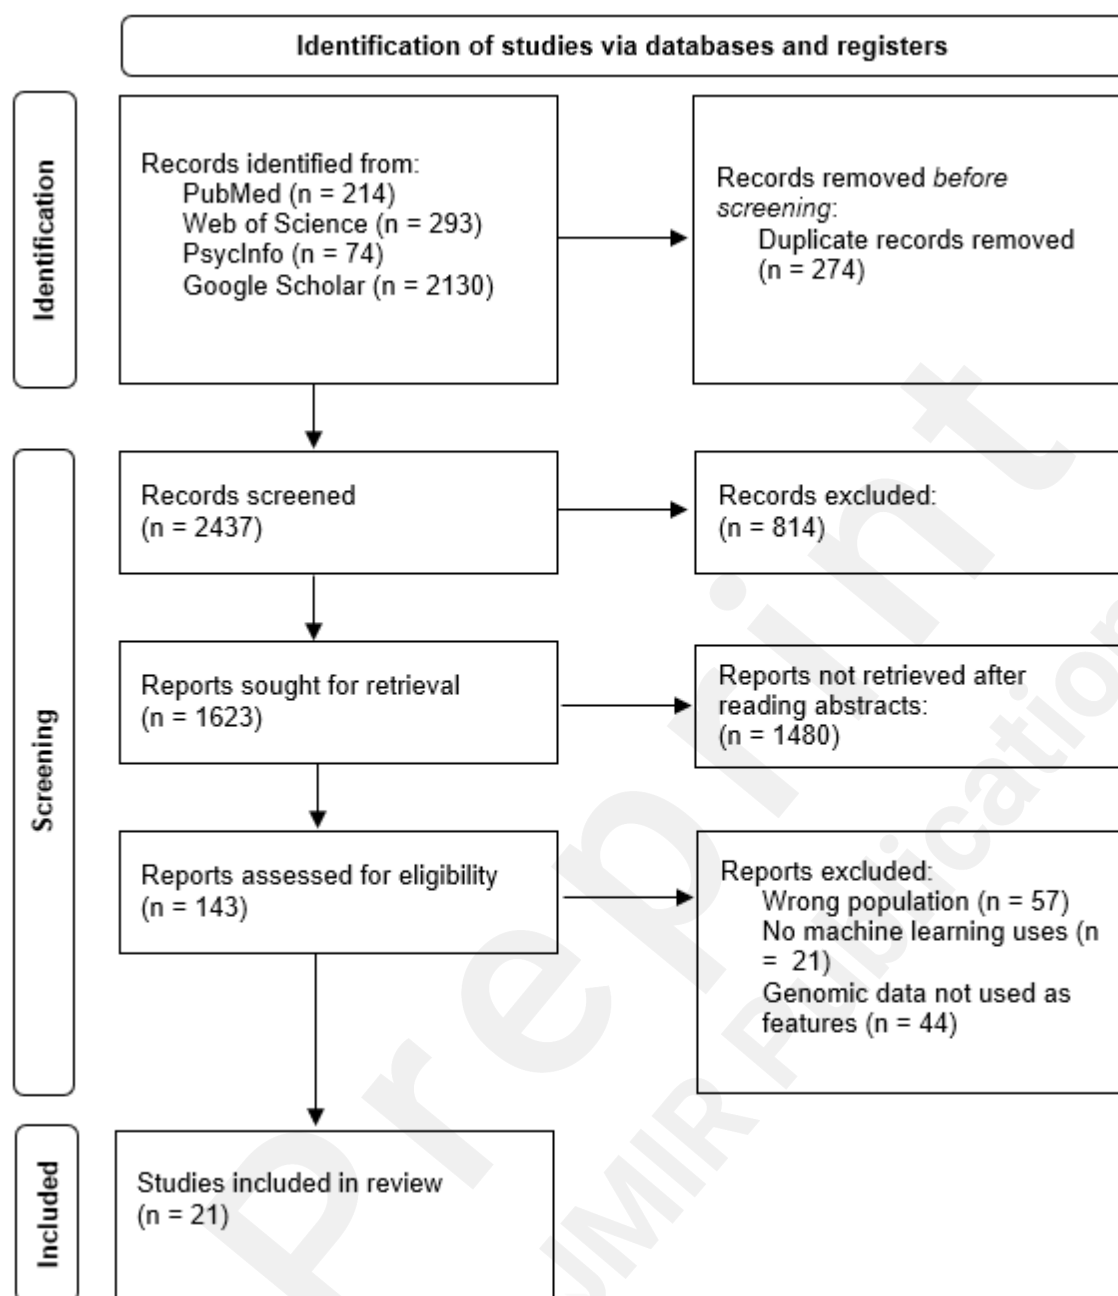 Identification of studies via databases and registers
Identification
Records identified from:
PubMed (n = 214)
Web of Science (n = 293)
PsycInfo (n = 74)
Google Scholar (n = 2130)
Records removed before
screening:
Duplicate records removed
(n = 274)
Screening
Records screened
(n = 2437)
Records excluded:
(n = 814)
Reports sought for retrieval
(n = 1623)
Reports not retrieved after
reading abstracts:
(n = 1480)
Reports assessed for eligibility
(n = 143)
Reports excluded:
Wrong population (n = 57)
No machine learning uses (n
= 21)
Genomic data not used as
features (n = 44)
Included
Studies included in review
(n = 21)
Preprint
JMIR Publication